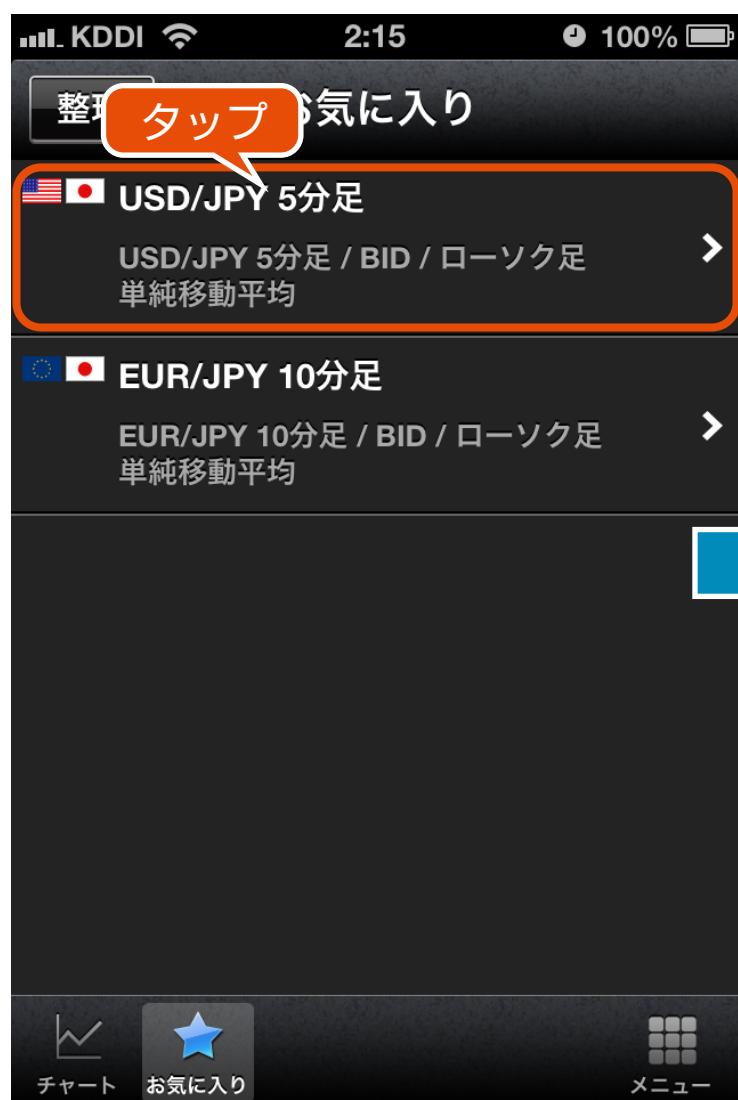 KDDI 2:15 100%
整 お気に入り
タップ
USD/JPY 5分足
USD/JPY 5分足 / BID / ローソク足
単純移動平均
EUR/JPY 10分足
EUR/JPY 10分足 / BID / ローソク足
単純移動平均
チャート お気に入り メニュー